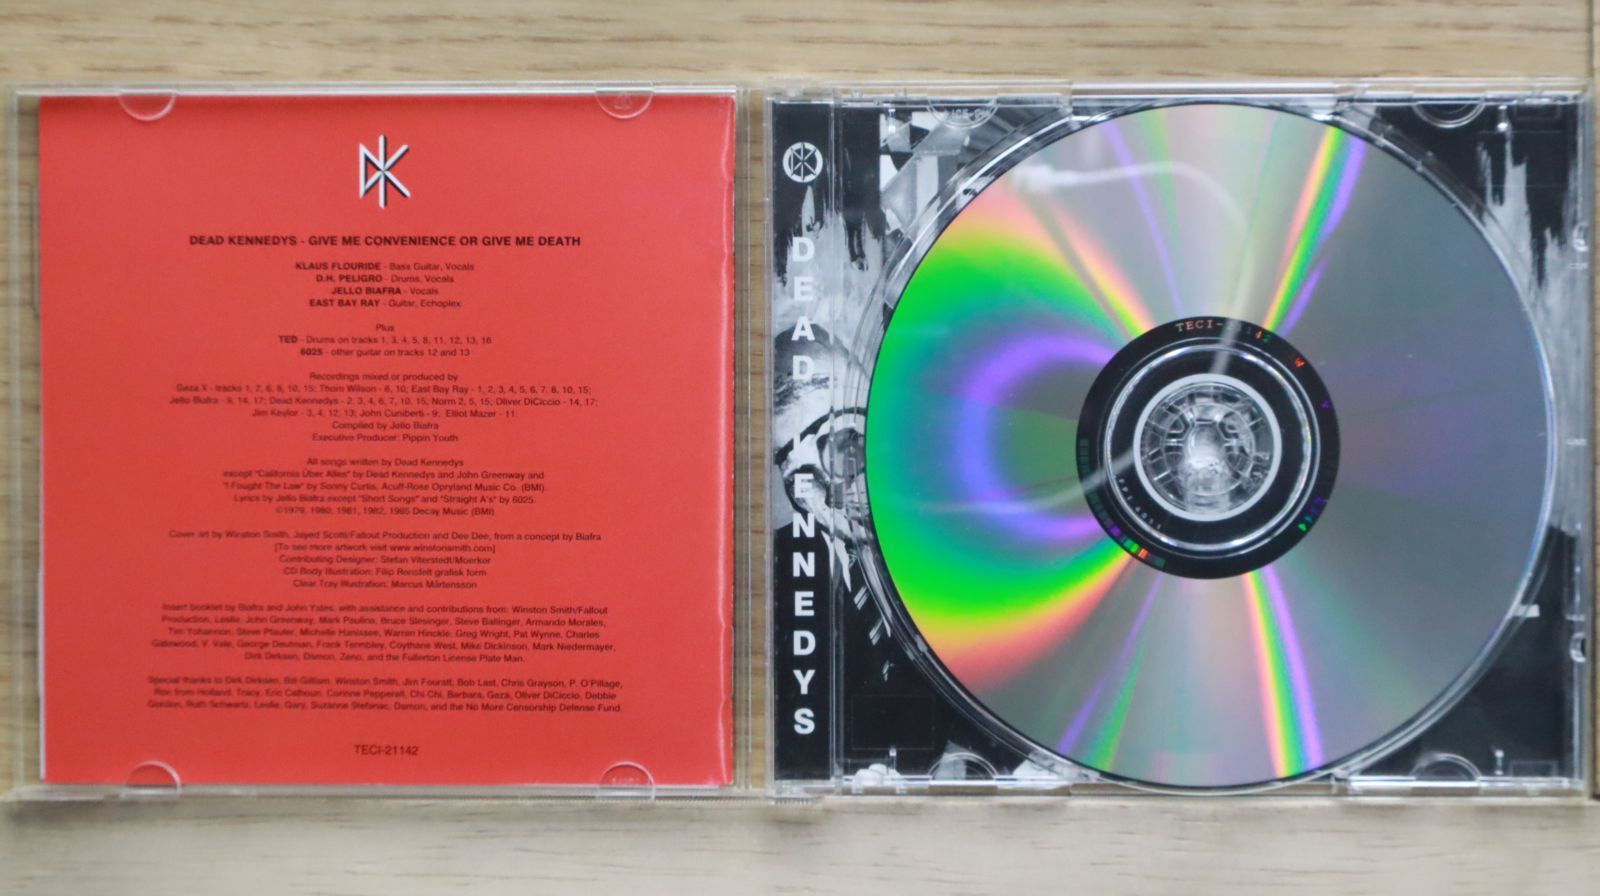 DEAD KENNEDYS - GIVE ME CONVENIENCE OR GIVE ME DEATH
KLAUS FLOURIDE - Bass Guitar, Vocals
D.H. PELIGRO - Drums, Vocals
JELLO BIAFRA - Vocals
EAST BAY RAY - Guitar, Echoplex
Plus
TED - Drums on tracks 1, 3, 4, 5, 8, 11, 12, 13, 16
6025 - other guitar on tracks 12 and 13
Recordings mixed or produced by
Geza X - tracks 1, 2, 6, 8, 10, 15; Thom Wilson - 6, 10; East Bay Ray - 1, 2, 3, 4, 5, 6, 7, 8, 10, 15;
Jello Biafra - 9, 14, 17; Dead Kennedys - 2, 3, 4, 6, 7, 10, 15; Norm 2, 5, 15; Oliver DiCiccio - 14, 17;
Jim Keylor - 3, 4, 12, 13; John Cuniberti - 9; Elliot Mazer - 11;
Compiled by Jello Biafra
Executive Producer: Pippin Youth
All songs written by Dead Kennedys
except "California Über Alles" by Dead Kennedys and John Greenway and
"I Fought The Law" by Sonny Curtis, Acuff-Rose Opryland Music Co. (BMI).
Lyrics by Jello Biafra except "Short Songs" and "Straight A's" by 6025.
©1979, 1980, 1981, 1982, 1985 Decay Music (BMI)
Cover art by Winston Smith, Jayed Scotti/Fallout Production and Dee Dee, from a concept by Biafra
[To see more artwork visit www.winstonsmith.com]
Contributing Designer: Stefan Viterstedt/Moerker
CD Body Illustration: Filip Rensfelt grafisk form
Clear Tray Illustration: Marcus Mårtensson
Insert booklet by Biafra and John Yates, with assistance and contributions from: Winston Smith/Fallout
Production, Leslie, John Greenway, Mark Pauline, Bruce Slesinger, Steve Ballinger, Armando Morales,
Tim Yohannon, Steve Plauter, Michelle Hanissee, Warren Hinckle, Greg Wright, Pat Wynne, Charles
Gatewood, V. Vale, George Deutman, Frank Termbley, Coythane West, Mike Dickinson, Mark Niedermayer,
Dirk Dirksen, Damon, Zeno, and the Fullerton License Plate Man.
Special thanks to Dirk Dirksen, Bill Gilliam, Winston Smith, Jim Fouratt, Bob Last, Chris Grayson, P. O'Pillage,
Rox from Holland, Tracy, Eric Calhoun, Corinne Pepperell, Chi Chi, Barbara, Geza, Oliver DiCiccio, Debbie
Gordon, Ruth Schwartz, Leslie, Gary, Suzanne Stefanac, Damon, and the No More Censorship Defense Fund.
TECI-21142
DEAD KENNEDYS
TECI-21142